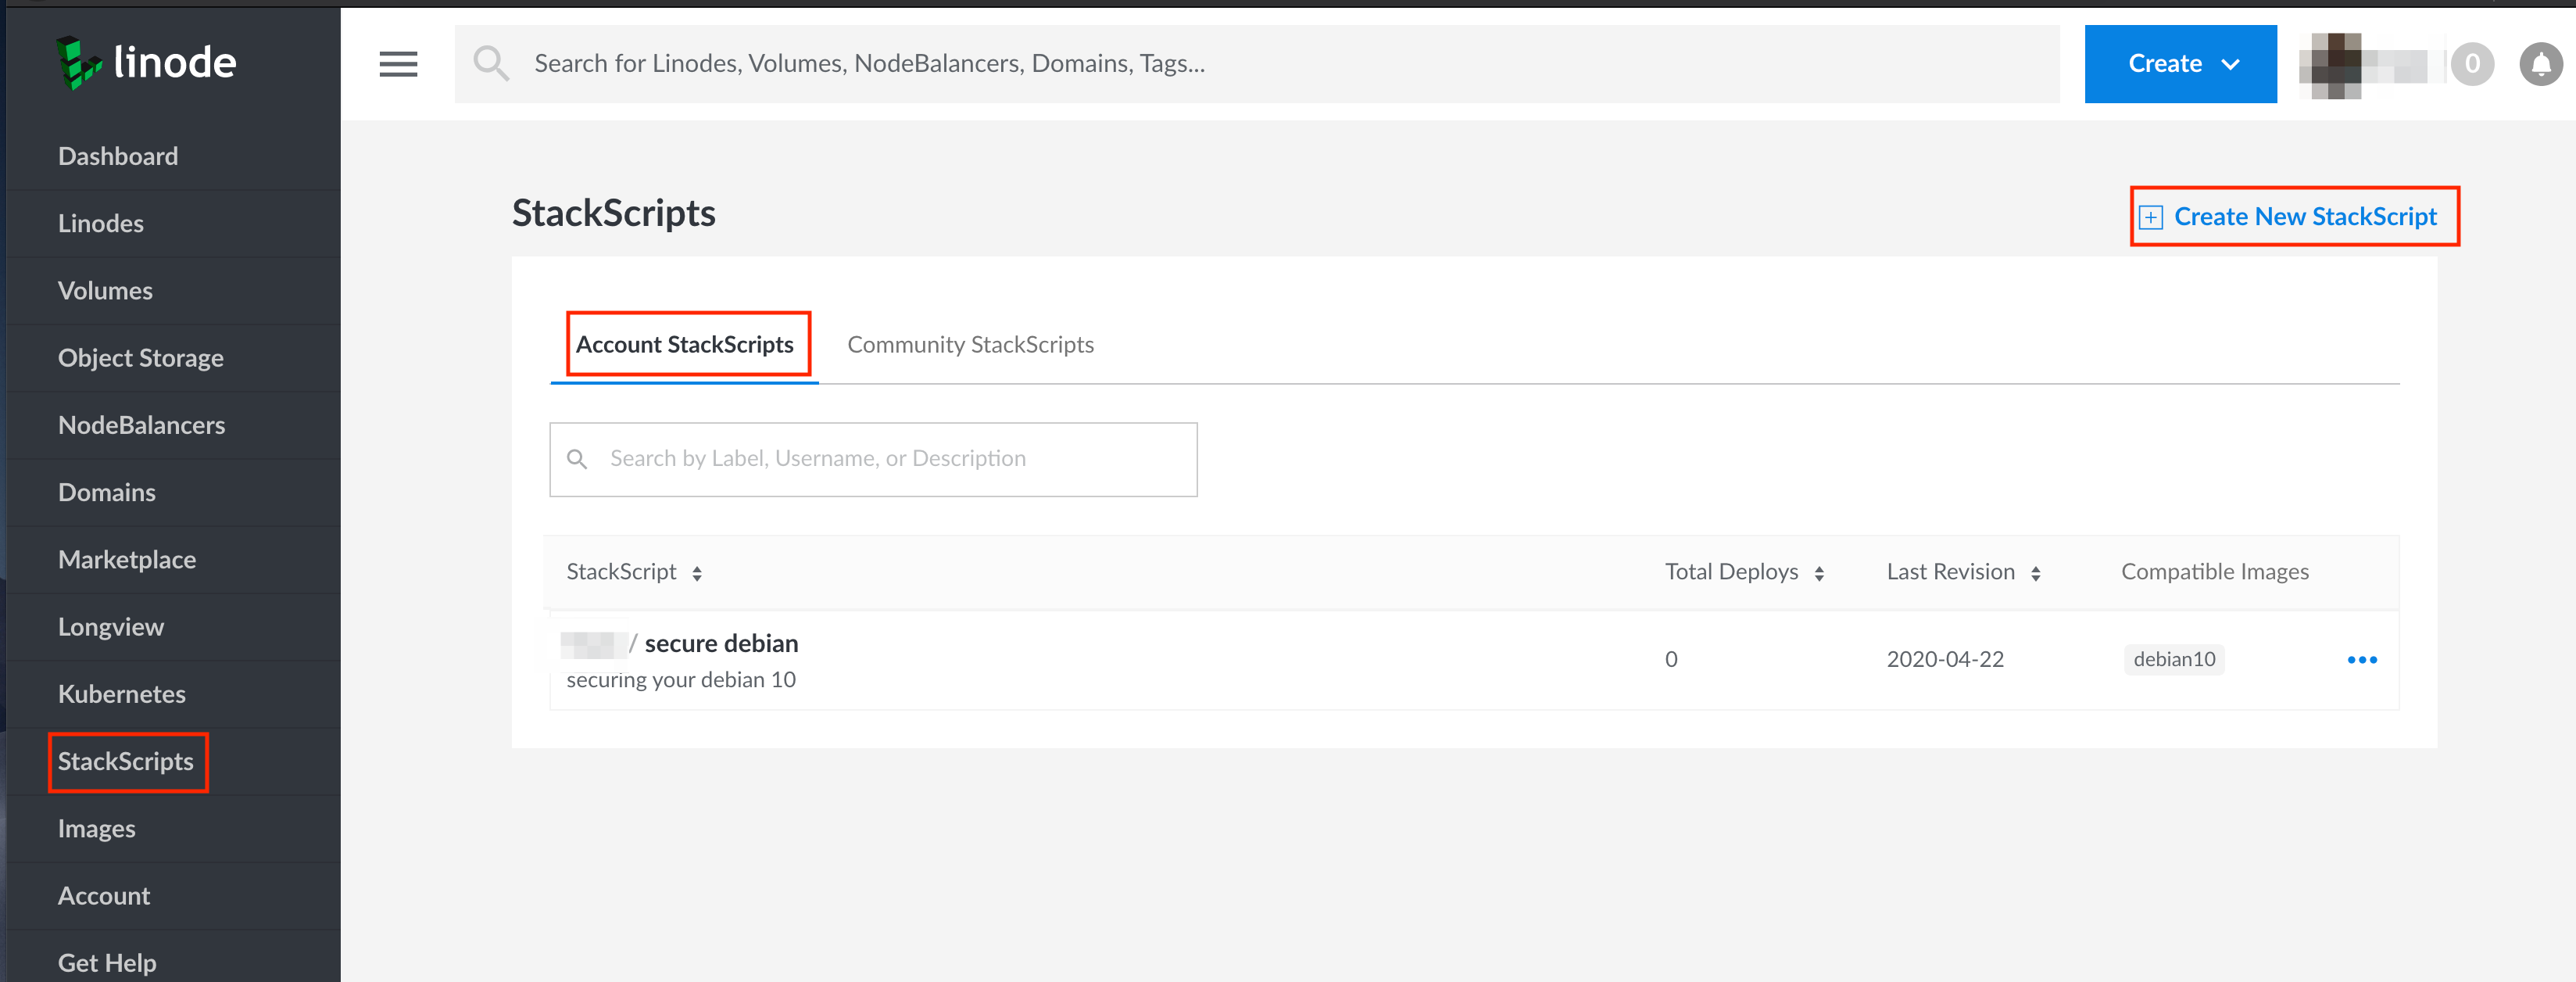 linode
Search for Linodes, Volumes, NodeBalancers, Domains, Tags...
Create
0
Dashboard
Linodes
Volumes
Object Storage
NodeBalancers
Domains
Marketplace
Longview
Kubernetes
StackScripts
Images
Account
Get Help
StackScripts
Create New StackScript
Account StackScripts
Community StackScripts
Search by Label, Username, or Description
StackScript Total Deploys Last Revision Compatible Images
/ secure debian
securing your debian 10
0 2020-04-22 debian10